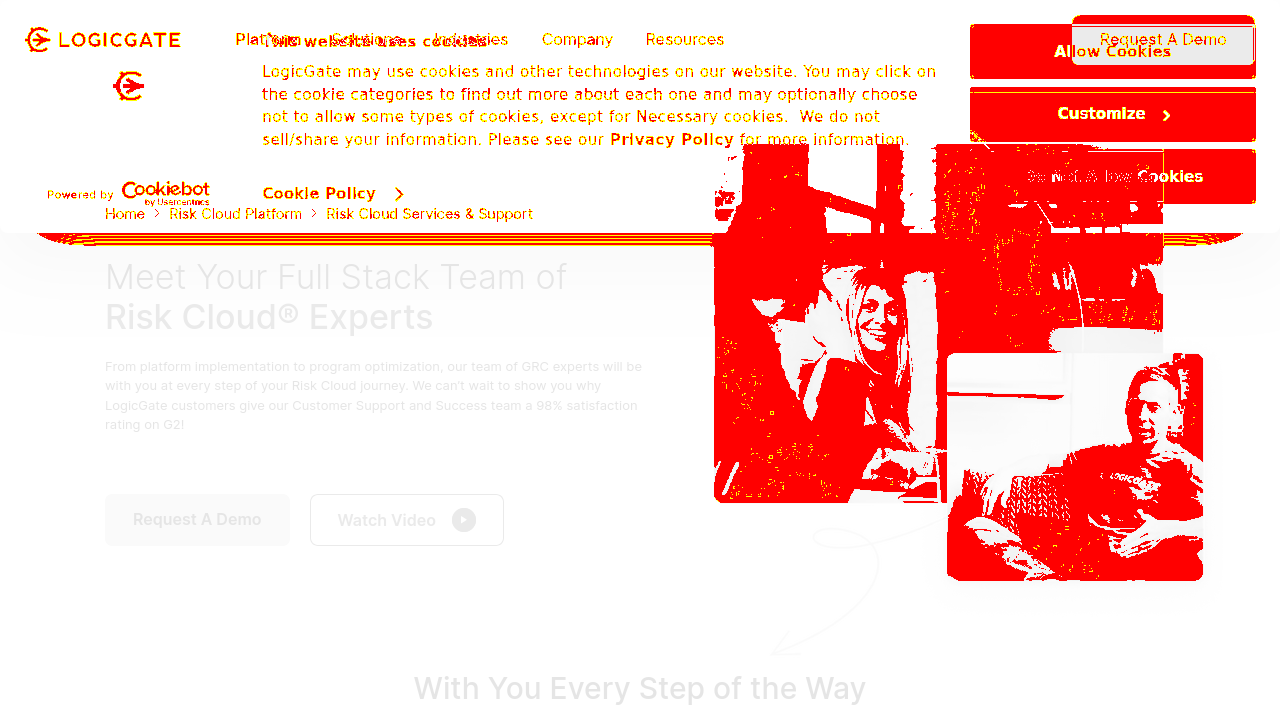 LOGICGATE
Platform Solutions Industries Company Resources
Request A Demo
This website uses cookies
LogicGate may use cookies and other technologies on our website. You may click on
the cookie categories to find out more about each one and may optionally choose
not to allow some types of cookies, except for Necessary cookies. We do not
sell/share your information. Please see our Privacy Policy for more information.
Allow Cookies
Customize
Do Not Allow Cookies
Powered by Cookiebot
by Usercentrics
Cookie Policy
Home Risk Cloud Platform Risk Cloud Services & Support
Meet Your Full Stack Team of
Risk Cloud® Experts
From platform implementation to program optimization, our team of GRC experts will be
with you at every step of your Risk Cloud journey. We can't wait to show you why
LogicGate customers give our Customer Support and Success team a 98% satisfaction
rating on G2!
Request A Demo
Watch Video
LOGICGATE
With You Every Step of the Way